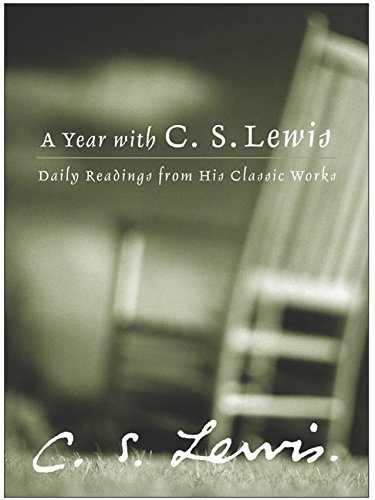 A Year with C. S. Lewis
Daily Readings from His Classic Works
C. S. Lewis.